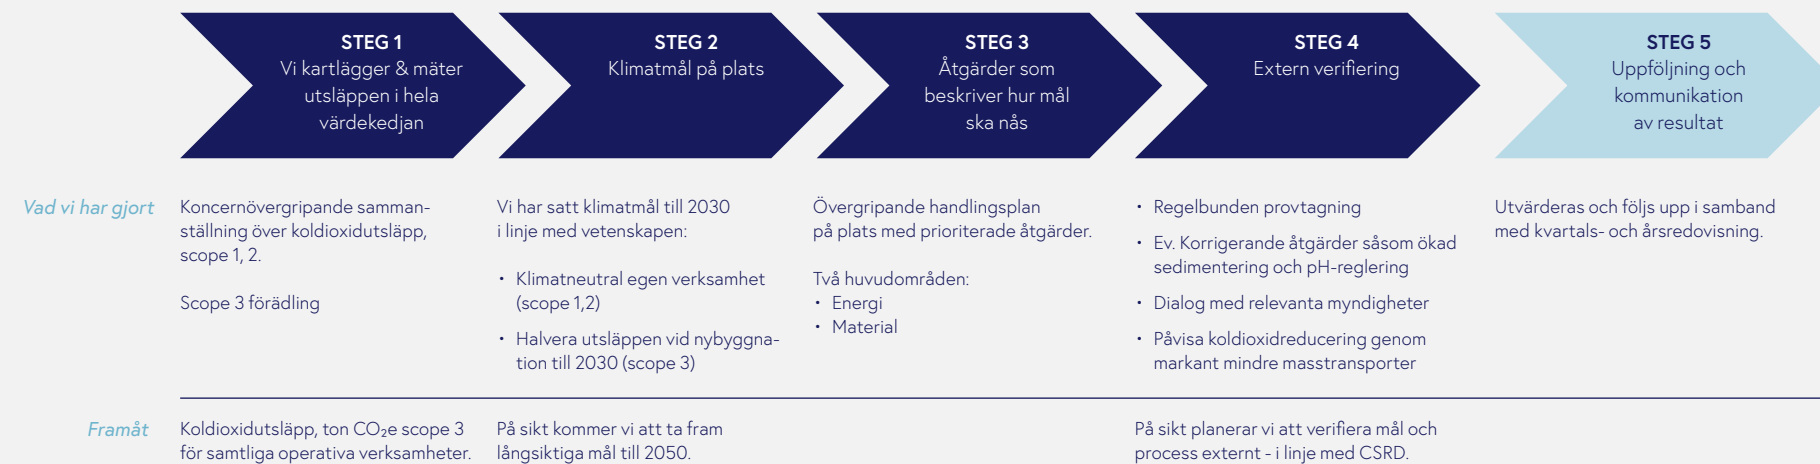 STEG 1
Vi kartlägger & mäter
utsläppen i hela
värdekedjan
STEG 2
Klimatmål på plats
STEG 3
Åtgärder som
beskriver hur mål
ska nås
STEG 4
Extern verifiering
STEG 5
Uppföljning och
kommunikation
av resultat
Vad vi har gjort
Koncernövergripande samman-
ställning över koldioxidutsläpp,
scope 1, 2.
Scope 3 förädling
Vi har satt klimatmål till 2030
i linje med vetenskapen:
• Klimatneutral egen verksamhet
(scope 1,2)
• Halvera utsläppen vid nybyggna-
tion till 2030 (scope 3)
Övergripande handlingsplan
på plats med prioriterade åtgärder.
Två huvudområden:
• Energi
• Material
• Regelbunden provtagning
• Ev. Korrigerande åtgärder såsom ökad
sedimentering och pH-reglering
• Dialog med relevanta myndigheter
• Påvisa koldioxidreducering genom
markant mindre masstransporter
Utvärderas och följs upp i samband
med kvartals- och årsredovisning.
Framåt
Koldioxidutsläpp, ton CO₂e scope 3
för samtliga operativa verksamheter.
På sikt kommer vi att ta fram
långsiktiga mål till 2050.
På sikt planerar vi att verifiera mål och
process externt - i linje med CSRD.